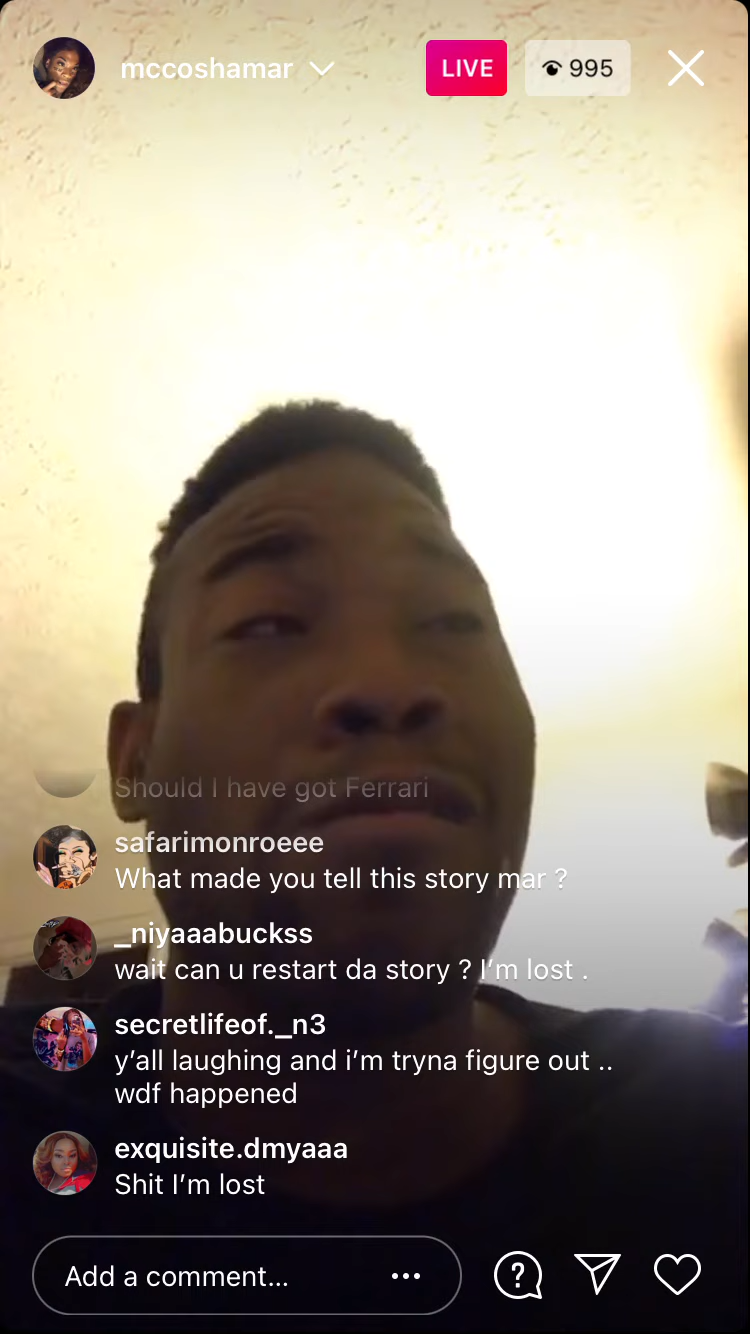 mccoshamar
LIVE
995
Should I have got Ferrari
safarimonroeee
What made you tell this story mar ?
_niyaaabuckss
wait can u restart da story ? I’m lost .
secretlifeof._n3
y’all laughing and i’m tryna figure out ..
wdf happened
exquisite.dmyaaa
Shit I’m lost
Add a comment...